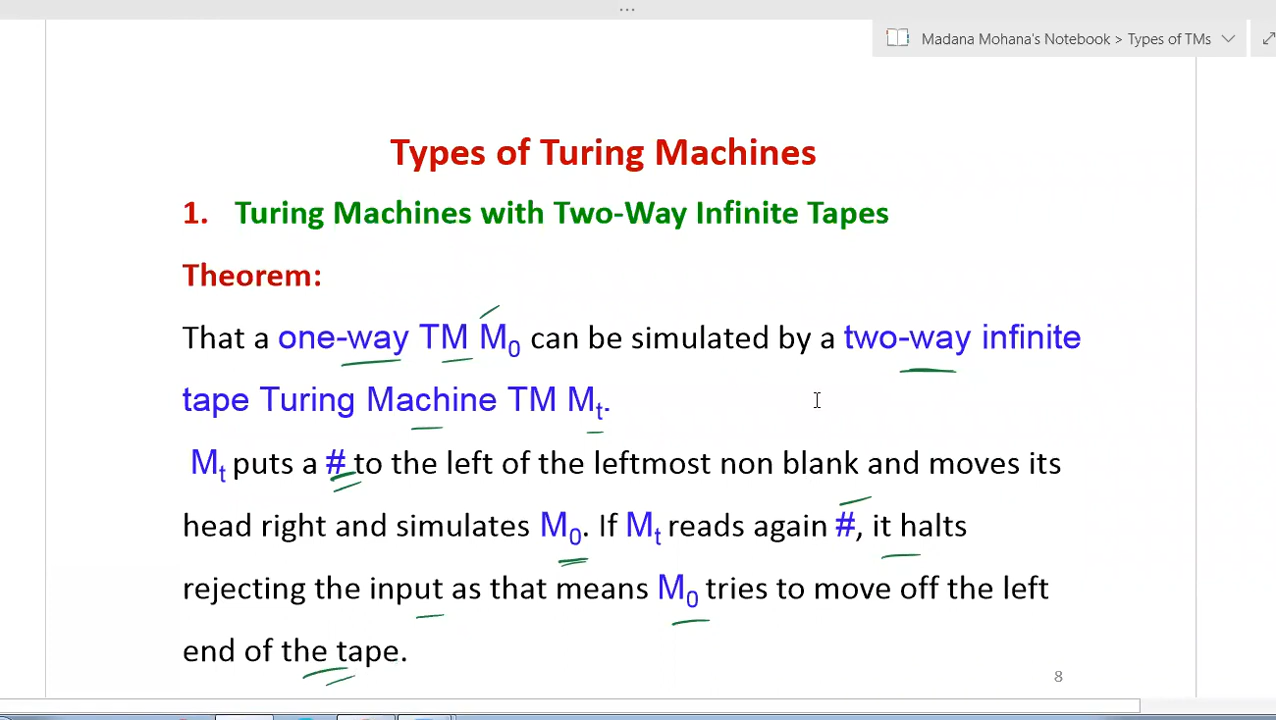 ...
Madana Mohana's Notebook > Types of TMs
Types of Turing Machines
1. Turing Machines with Two-Way Infinite Tapes
Theorem:
That a one-way TM M₀ can be simulated by a two-way infinite
tape Turing Machine TM Mₜ.
Mₜ puts a # to the left of the leftmost non blank and moves its
head right and simulates M₀. If Mₜ reads again #, it halts
rejecting the input as that means M₀ tries to move off the left
end of the tape.
8